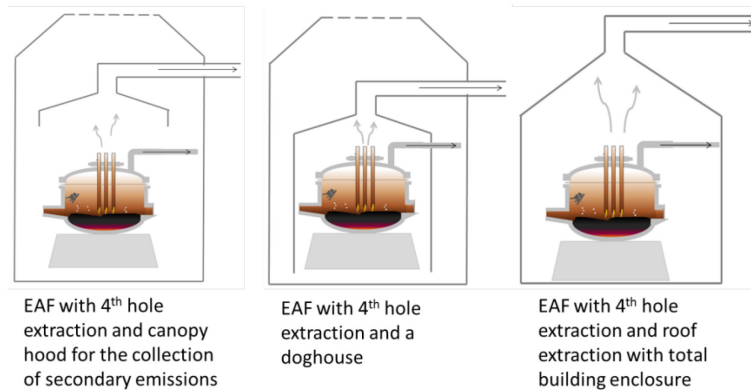 EAF with 4th hole
extraction and canopy
hood for the collection
of secondary emissions
EAF with 4th hole
extraction and a
doghouse
EAF with 4th hole
extraction and roof
extraction with total
building enclosure